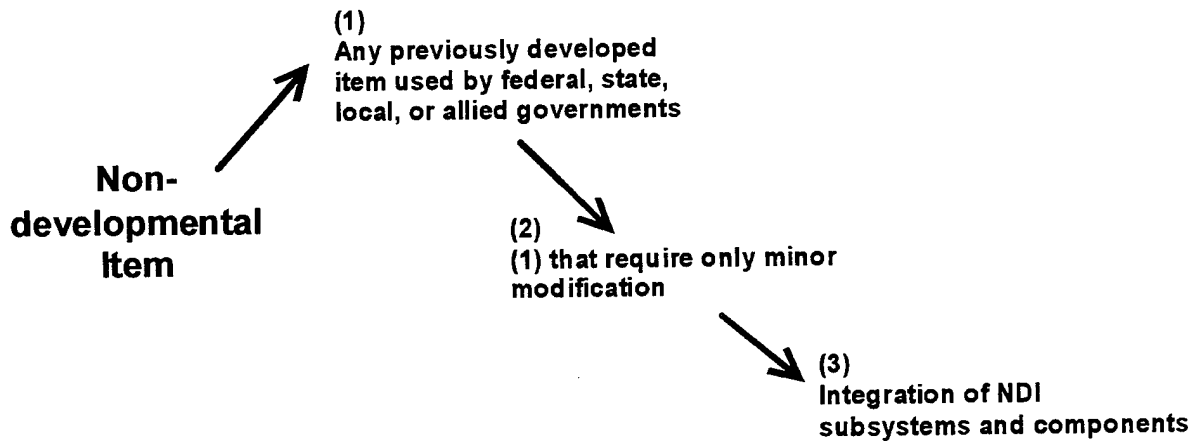 (1)
Any previously developed
item used by federal, state,
local, or allied governments
Non-
developmental
Item
(2)
(1) that require only minor
modification
(3)
Integration of NDI
subsystems and components